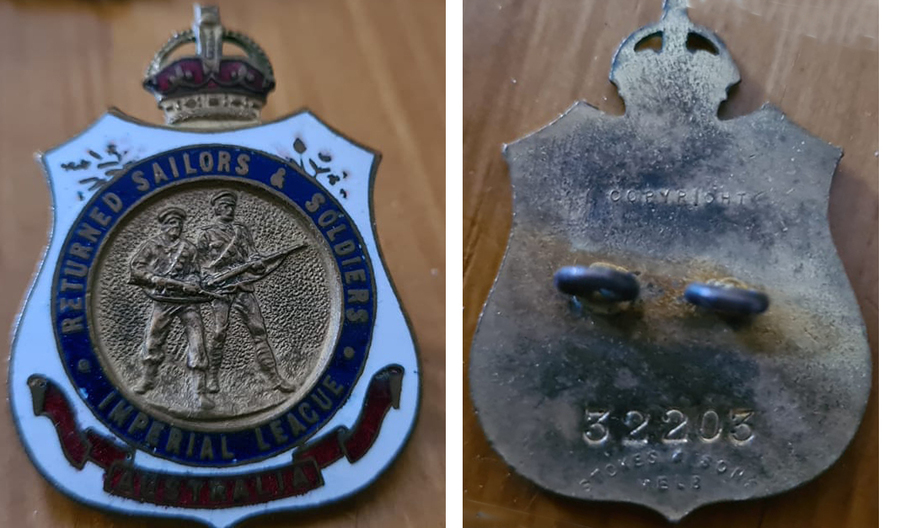 RETURNED SAILORS & SOLDIERS
IMPERIAL LEAGUE
AUSTRALIA
COPYRIGHT
32203
STOKES & SONS
MELB